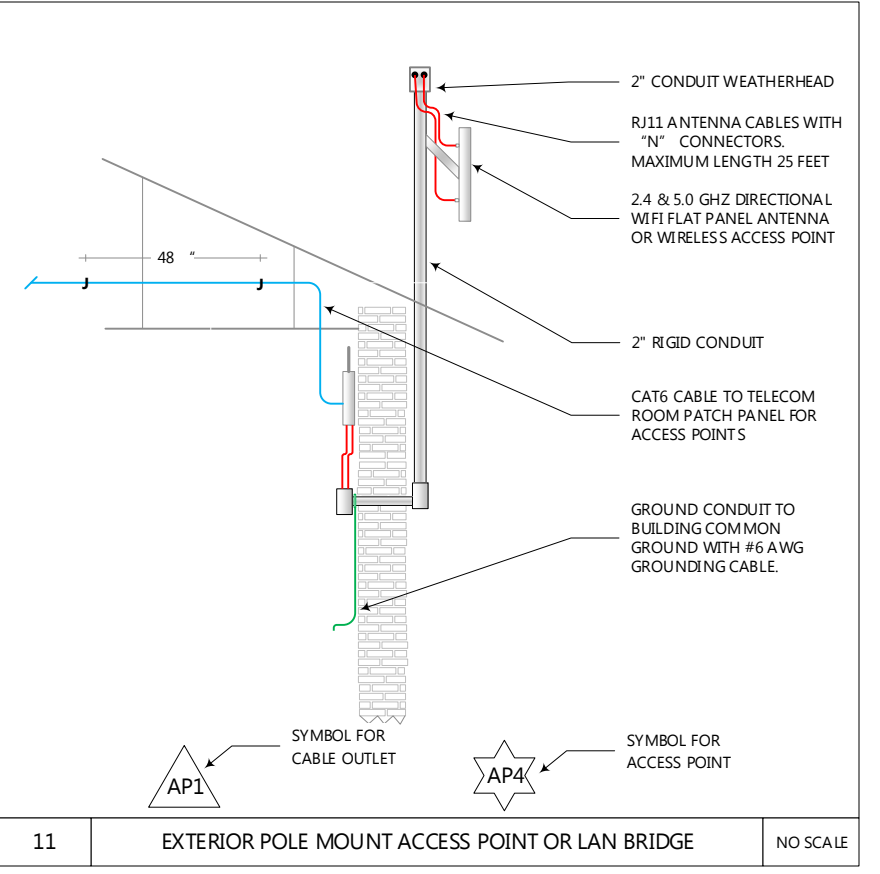 2" CONDUIT WEATHERHEAD
RJ11 ANTENNA CABLES WITH
“N” CONNECTORS.
MAXIMUM LENGTH 25 FEET
2.4 & 5.0 GHZ DIRECTIONAL
WIFI FLAT PANEL ANTENNA
OR WIRELESS ACCESS POINT
48 "
J
J
2" RIGID CONDUIT
CAT6 CABLE TO TELECOM
ROOM PATCH PANEL FOR
ACCESS POINTS
GROUND CONDUIT TO
BUILDING COMMON
GROUND WITH #6 AWG
GROUNDING CABLE.
SYMBOL FOR
CABLE OUTLET
AP1
SYMBOL FOR
ACCESS POINT
AP4
11
EXTERIOR POLE MOUNT ACCESS POINT OR LAN BRIDGE
NO SCALE